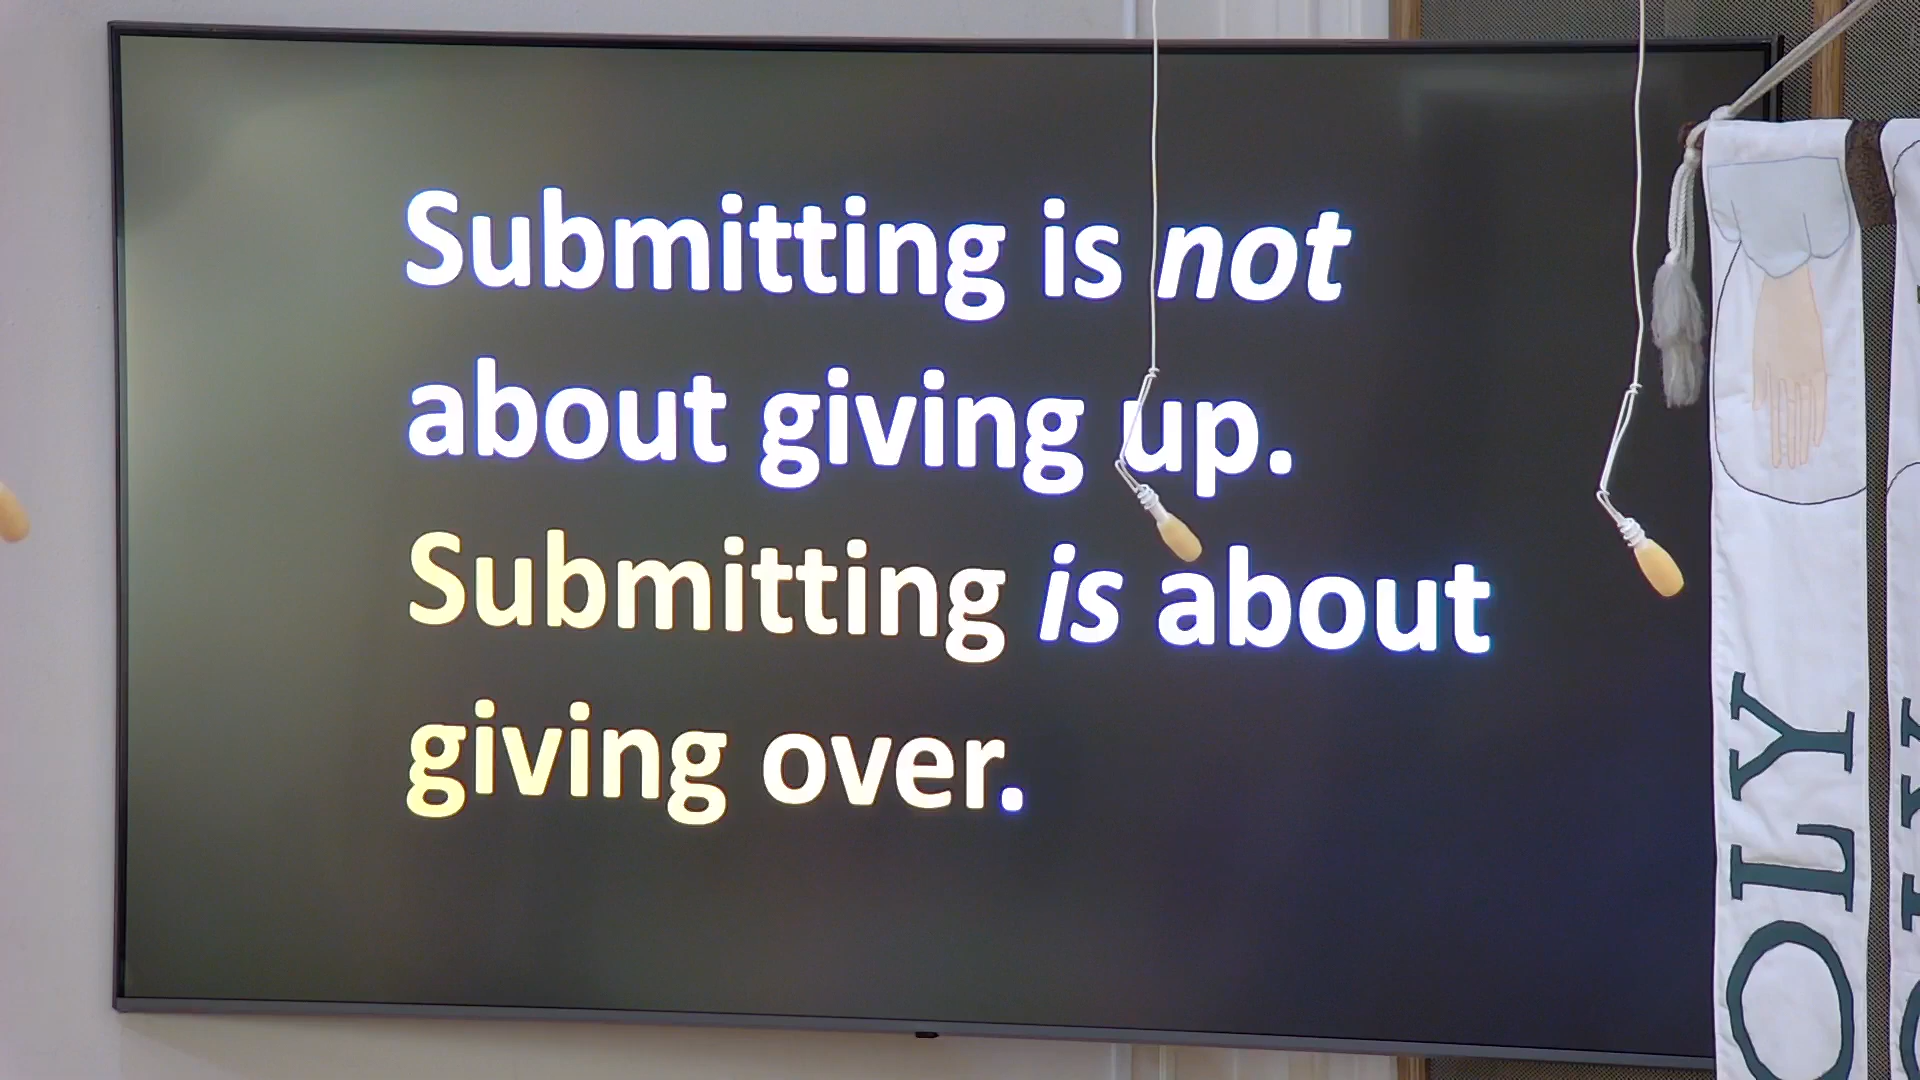 Submitting is not
about giving up.
Submitting is about
giving over.
OLY